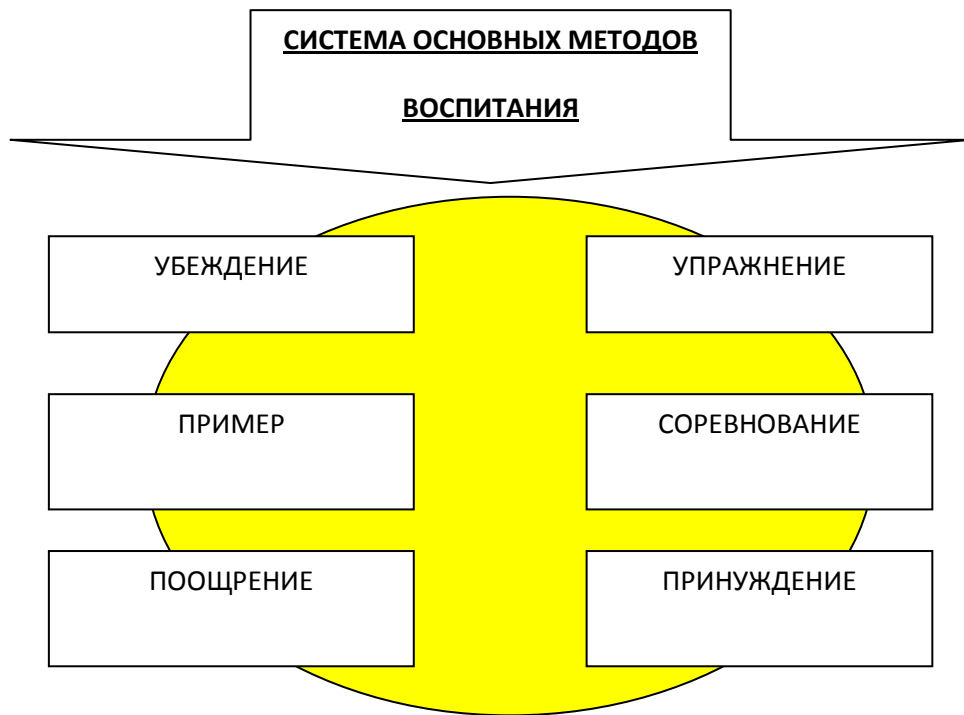 СИСТЕМА ОСНОВНЫХ МЕТОДОВ
ВОСПИТАНИЯ
УБЕЖДЕНИЕ
УПРАЖНЕНИЕ
ПРИМЕР
СОРЕВНОВАНИЕ
ПООЩРЕНИЕ
ПРИНУЖДЕНИЕ